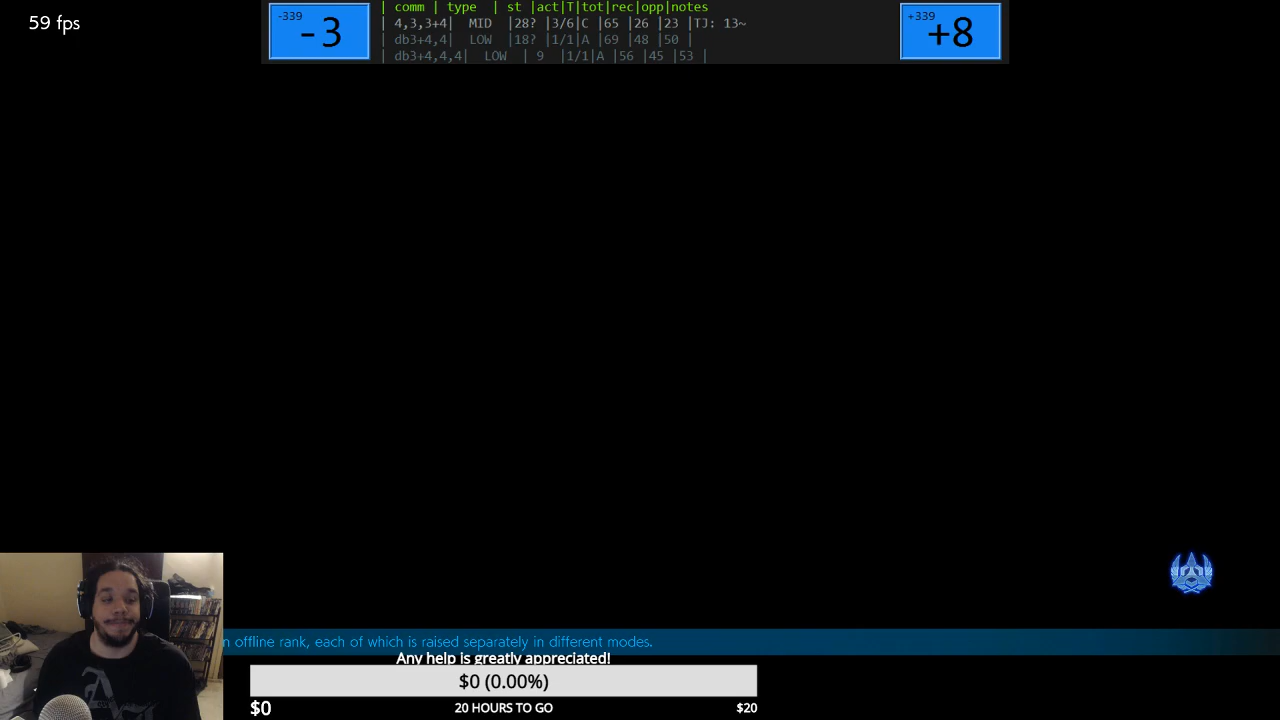 59 fps
-339
-3
| comm | type | st |act|T|tot|rec|opp|notes
| 4,3,3+4| MID |28? |3/6|C |65 |26 |23 |TJ: 13~
| db3+4,4| LOW |18? |1/1|A |69 |48 |50 |
| db3+4,4,4| LOW | 9 |1/1|A |56 |45 |53 |
+339
+8
n offline rank, each of which is raised separately in different modes.
Any help is greatly appreciated!
$0 (0.00%)
$0
20 HOURS TO GO
$20